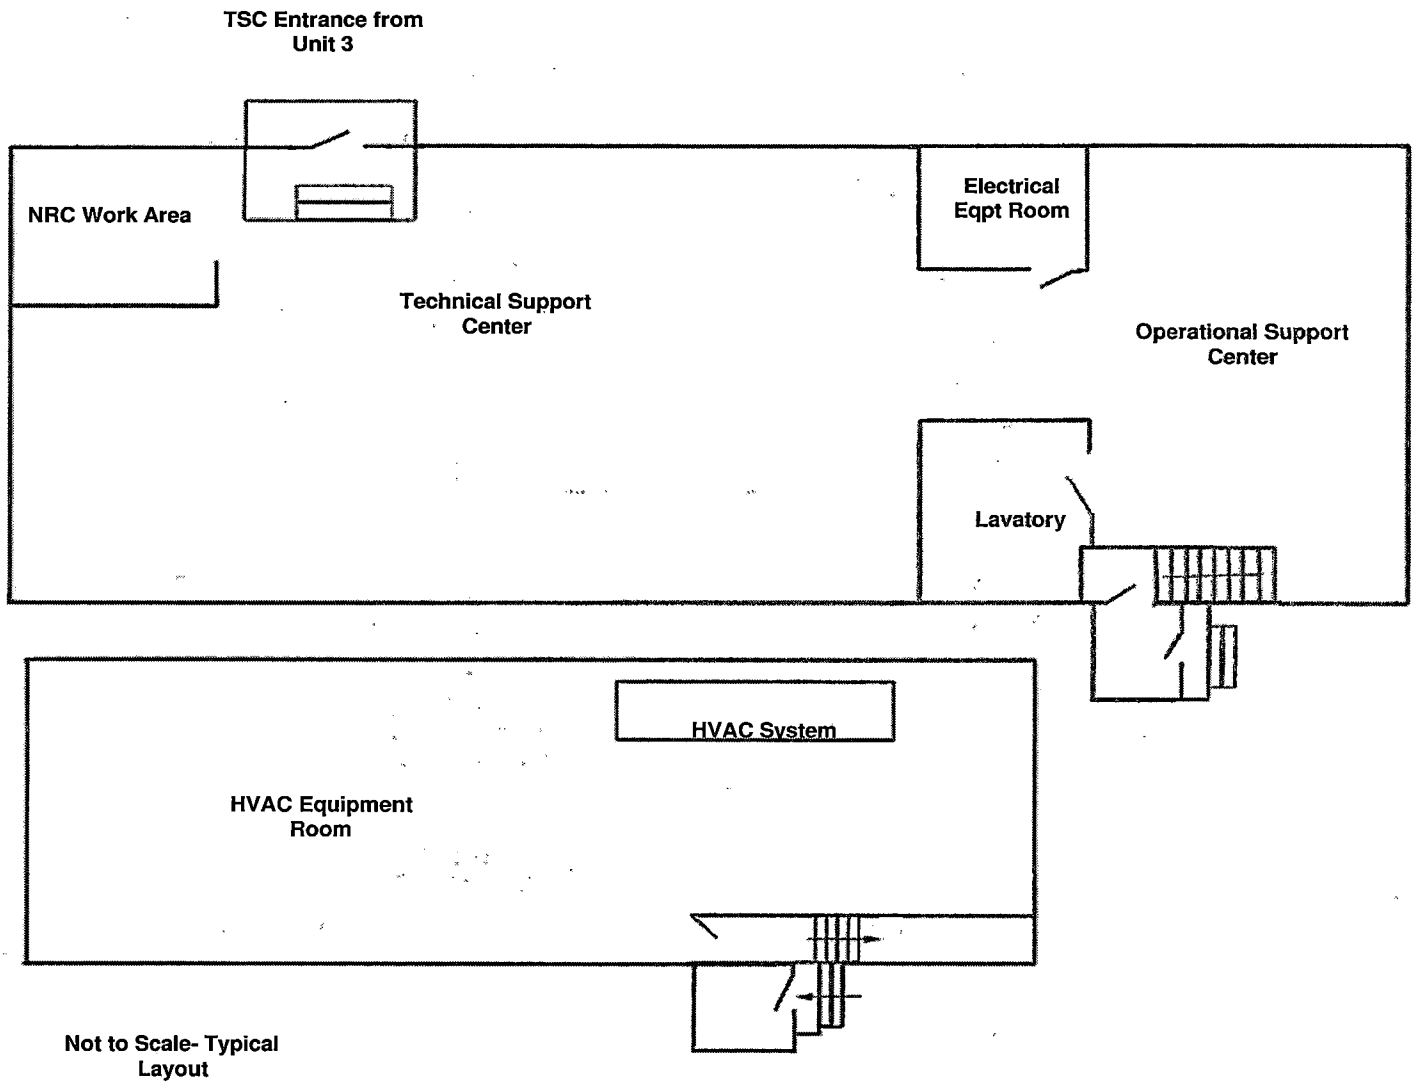 TSC Entrance from
Unit 3
NRC Work Area
Electrical
Eqpt Room
Technical Support
Center
Operational Support
Center
Lavatory
HVAC System
HVAC Equipment
Room
Not to Scale- Typical
Layout